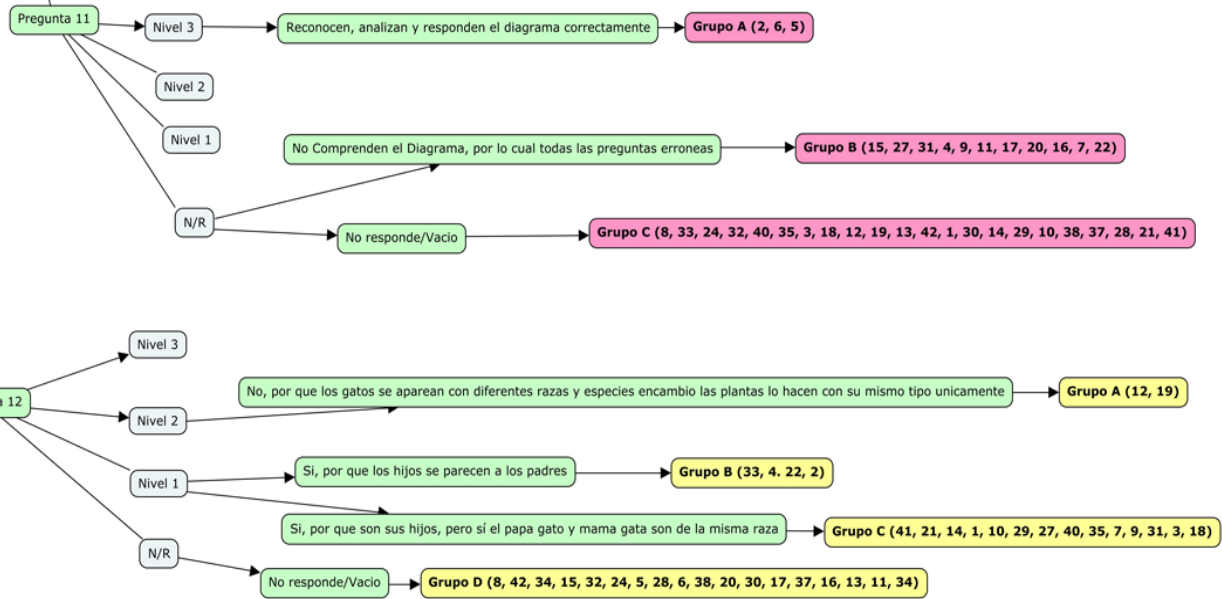 Pregunta 11
Nivel 3
Reconocen, analizan y responden el diagrama correctamente
Grupo A (2, 6, 5)
Nivel 2
Nivel 1
No Comprenden el Diagrama, por lo cual todas las preguntas erroneas
Grupo B (15, 27, 31, 4, 9, 11, 17, 20, 16, 7, 22)
N/R
No responde/Vacio
Grupo C (8, 33, 24, 32, 40, 35, 3, 18, 12, 19, 13, 42, 1, 30, 14, 29, 10, 38, 37, 28, 21, 41)
Nivel 3
a 12
Nivel 2
No, por que los gatos se aparean con diferentes razas y especies encambio las plantas lo hacen con su mismo tipo unicamente
Grupo A (12, 19)
Nivel 1
Si, por que los hijos se parecen a los padres
Grupo B (33, 4. 22, 2)
Si, por que son sus hijos, pero sí el papa gato y mama gata son de la misma raza
Grupo C (41, 21, 14, 1, 10, 29, 27, 40, 35, 7, 9, 31, 3, 18)
N/R
No responde/Vacio
Grupo D (8, 42, 34, 15, 32, 24, 5, 28, 6, 38, 20, 30, 17, 37, 16, 13, 11, 34)